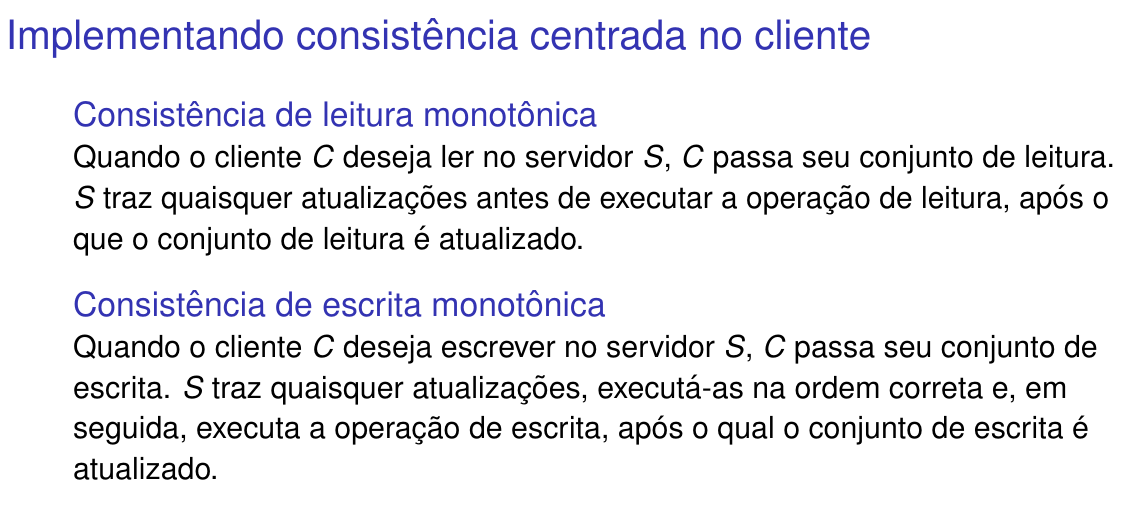 Implementando consistência centrada no cliente
Consistência de leitura monotônica
Quando o cliente C deseja ler no servidor S, C passa seu conjunto de leitura.
S traz quaisquer atualizações antes de executar a operação de leitura, após o
que o conjunto de leitura é atualizado.
Consistência de escrita monotônica
Quando o cliente C deseja escrever no servidor S, C passa seu conjunto de
escrita. S traz quaisquer atualizações, executá-as na ordem correta e, em
seguida, executa a operação de escrita, após o qual o conjunto de escrita é
atualizado.